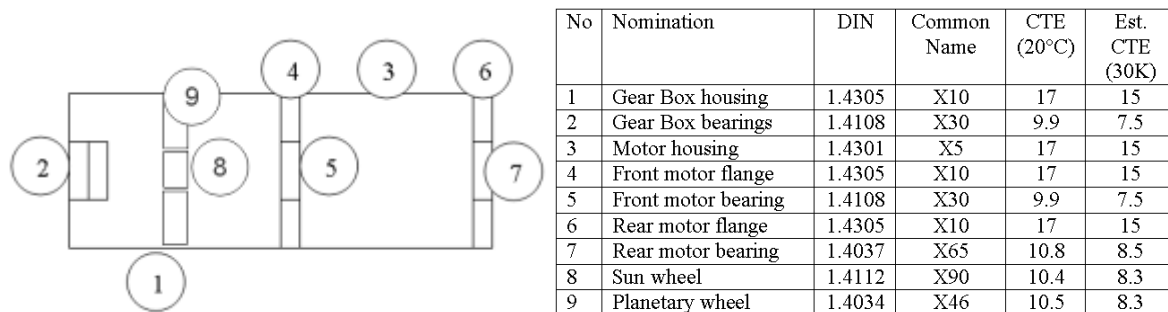 9
4
3
6
2
8
5
7
1
No Nomination DIN Common Name CTE (20°C) Est. CTE (30K)
1 Gear Box housing 1.4305 X10 17 15
2 Gear Box bearings 1.4108 X30 9.9 7.5
3 Motor housing 1.4301 X5 17 15
4 Front motor flange 1.4305 X10 17 15
5 Front motor bearing 1.4108 X30 9.9 7.5
6 Rear motor flange 1.4305 X10 17 15
7 Rear motor bearing 1.4037 X65 10.8 8.5
8 Sun wheel 1.4112 X90 10.4 8.3
9 Planetary wheel 1.4034 X46 10.5 8.3